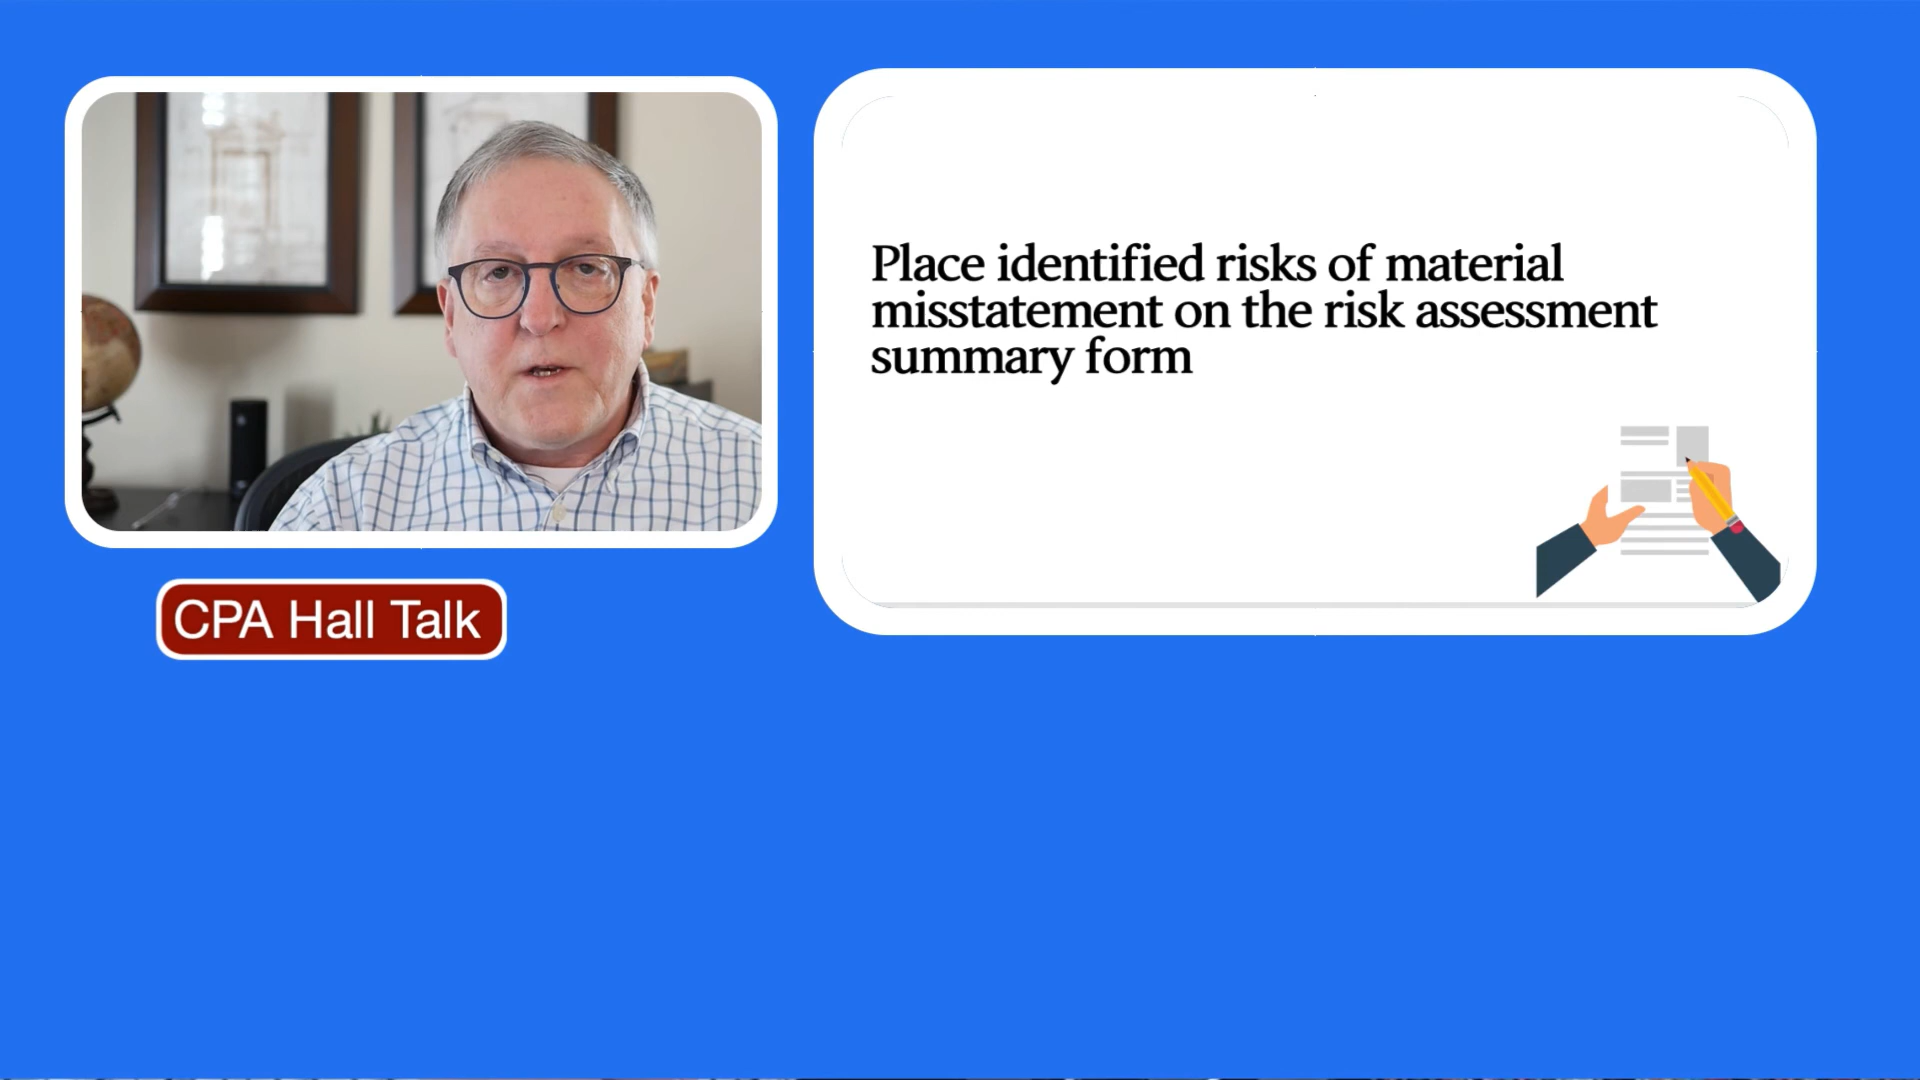 Place identified risks of material
misstatement on the risk assessment
summary form
CPA Hall Talk